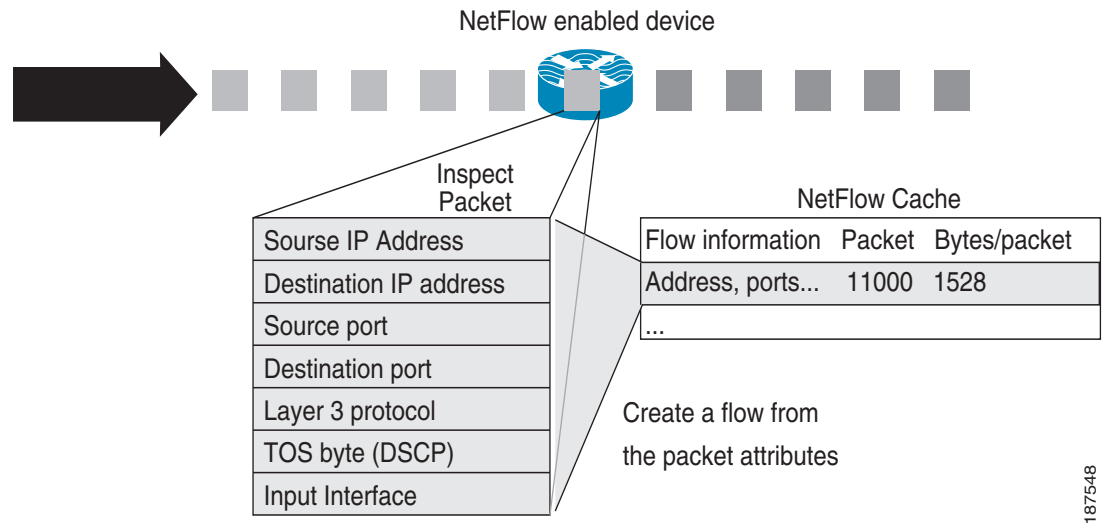 NetFlow enabled device
Inspect
Packet
Sourse IP Address
Destination IP address
Source port
Destination port
Layer 3 protocol
TOS byte (DSCP)
Input Interface
NetFlow Cache
Flow information Packet Bytes/packet
Address, ports... 11000 1528
...
Create a flow from
the packet attributes
187548